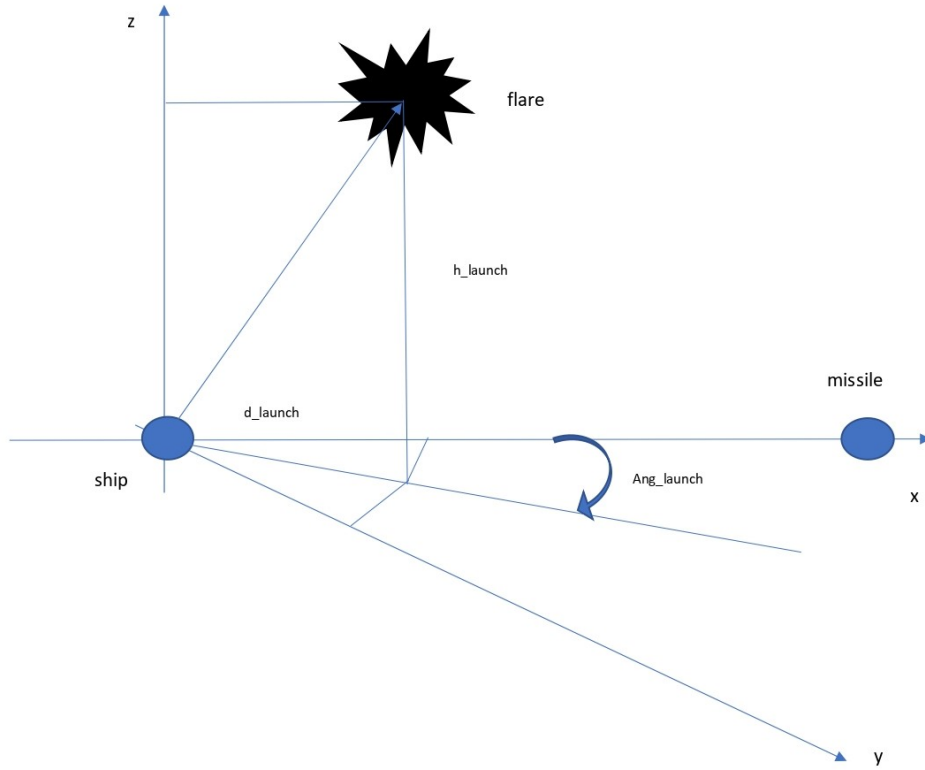 z
flare
h_launch
missile
d_launch
ship
Ang_launch
x
y